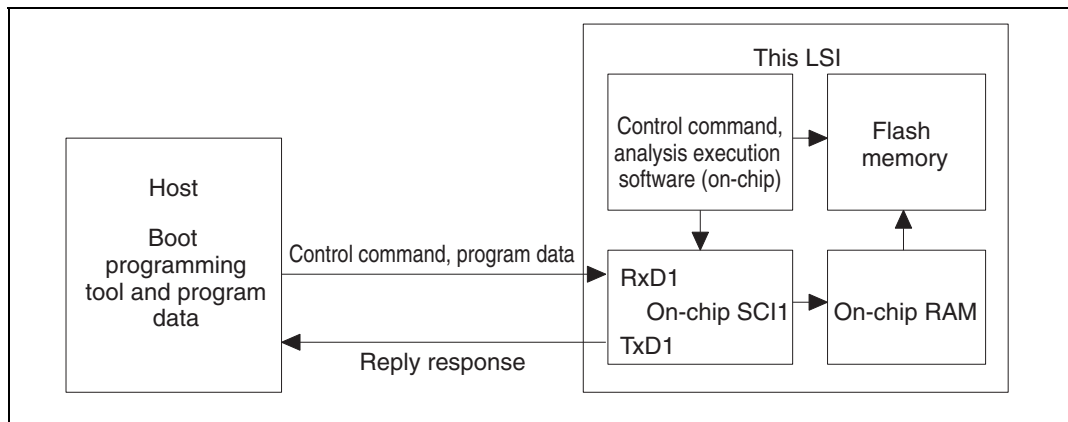 This LSI
Host
Boot
programming
tool and program
data
Control command, program data
Reply response
Control command,
analysis execution
software (on-chip)
Flash
memory
RxD1
On-chip SCI1
TxD1
On-chip RAM